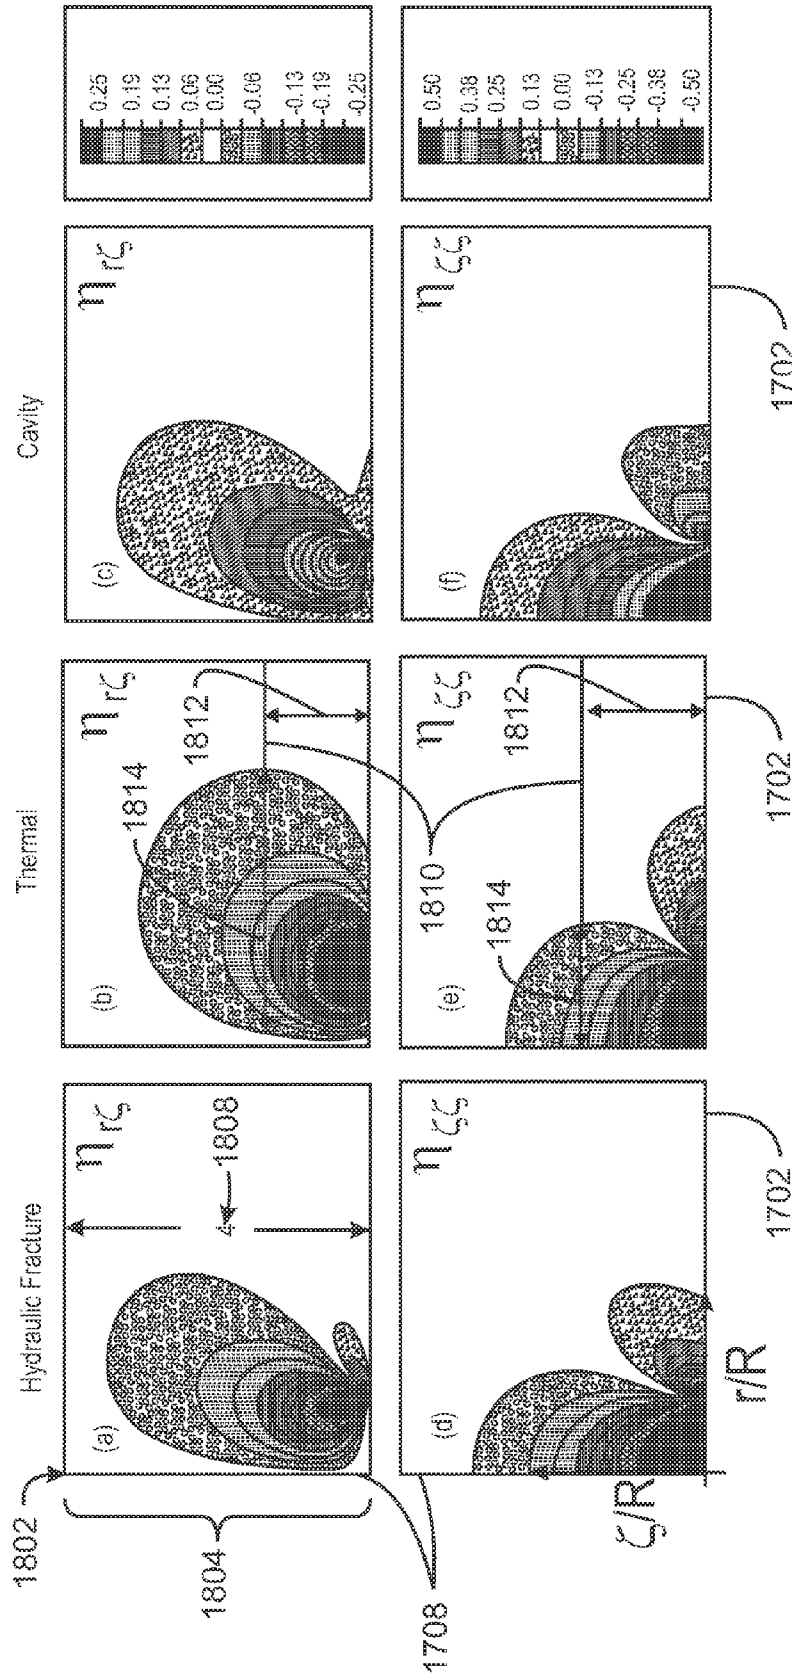 Hydraulic Fracture
Thermal
Cavity
1802
1804
1708
(a)
η rζ
4
1808
(b)
η rζ
1814
1812
(c)
η rζ
0.25
0.19
0.13
0.06
0.00
-0.06
-0.13
-0.19
-0.25
1810
(d)
η ζζ
ζ/R
r/R
1702
(e)
η ζζ
1814
1812
1702
(f)
η ζζ
1702
0.50
0.38
0.25
0.13
0.00
-0.13
-0.25
-0.38
-0.50